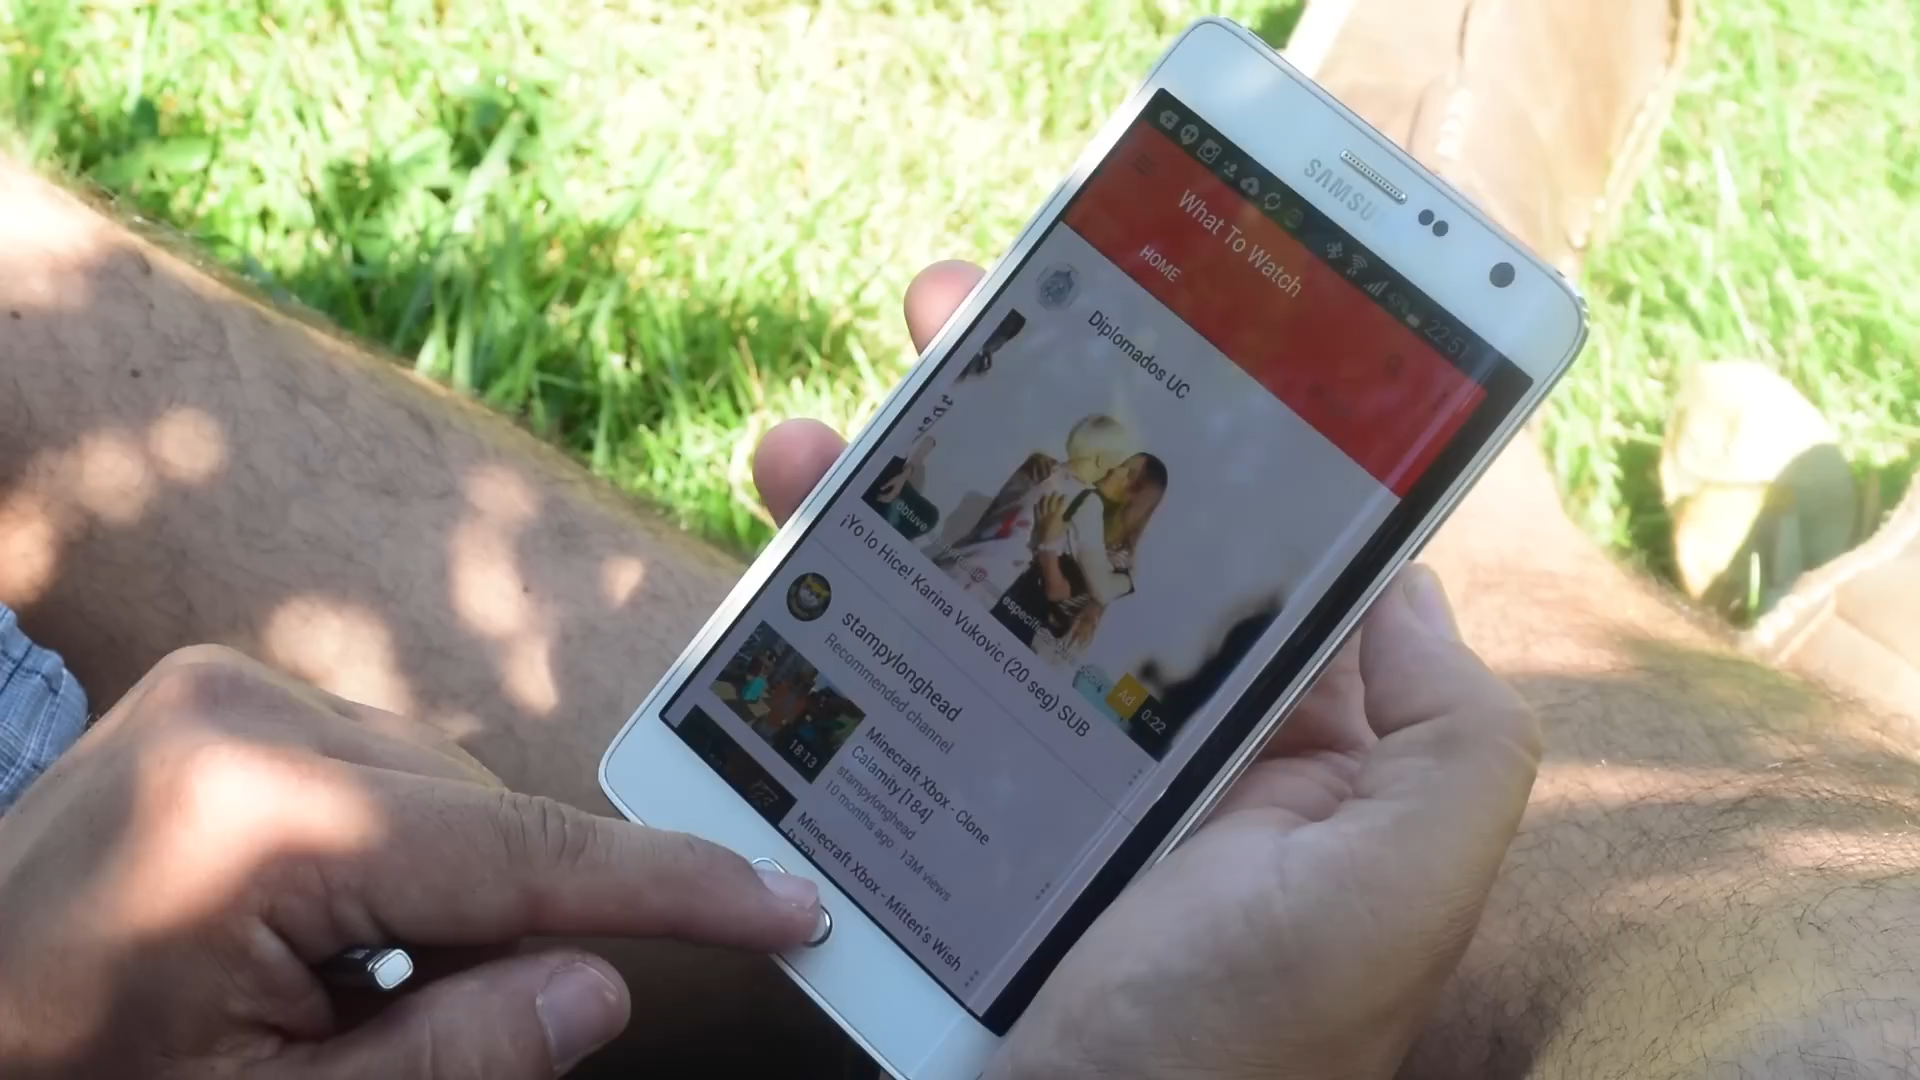 SAMSU
22:51
What To Watch
HOME
Diplomados UC
obtuve
Ad 0:22
¡Yo lo Hice! Karina Vukovic (20 seg) SUB
stampylonghead
Recommended channel
18:13
Minecraft Xbox - Clone
Calamity [184]
stampylonghead
10 months ago · 13M views
Minecraft Xbox - Mitten's Wish